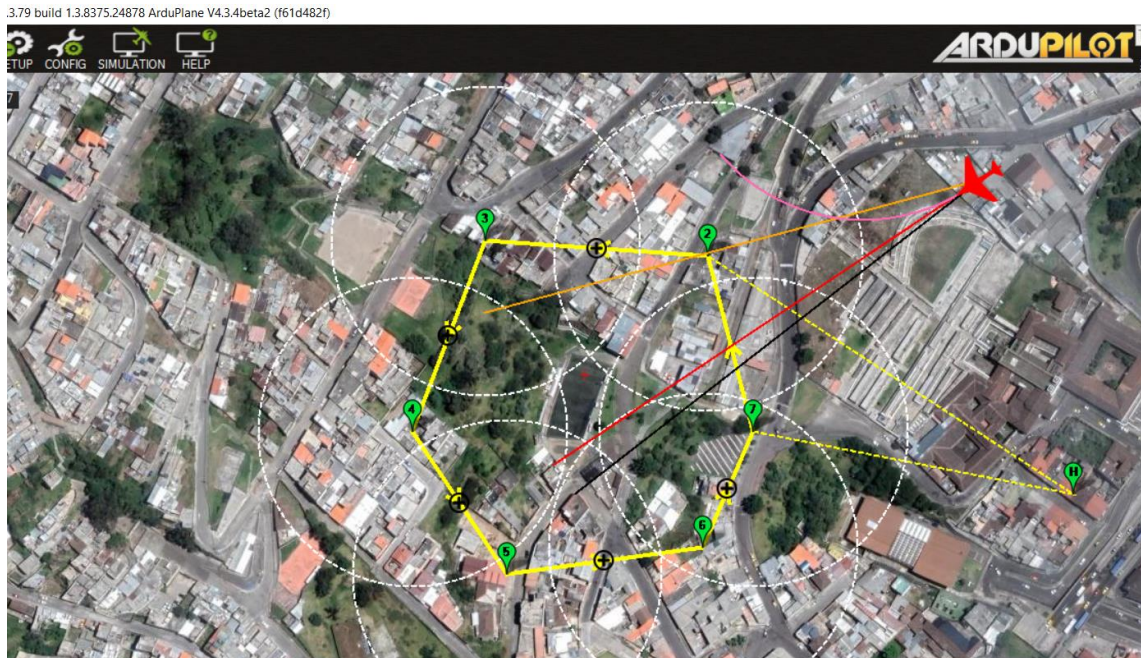 .3.79 build 1.3.8375.24878 ArduPlane V4.3.4beta2 (f61d482f)
ETUP CONFIG SIMULATION HELP
ARDUPILOT
7
3
2
4
7
H
6
5